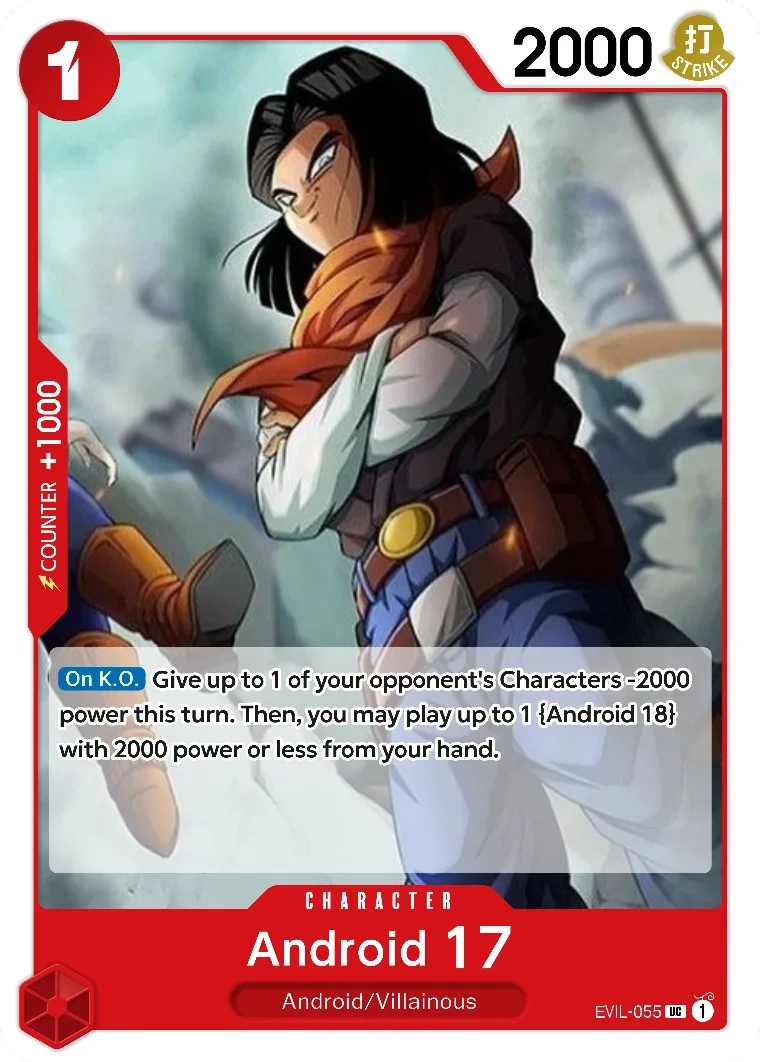 1
2000
打
STRIKE
COUNTER +1000
On K.O. Give up to 1 of your opponent's Characters -2000
power this turn. Then, you may play up to 1 {Android 18}
with 2000 power or less from your hand.
CHARACTER
Android 17
Android/Villainous
EVIL-055 UC 1